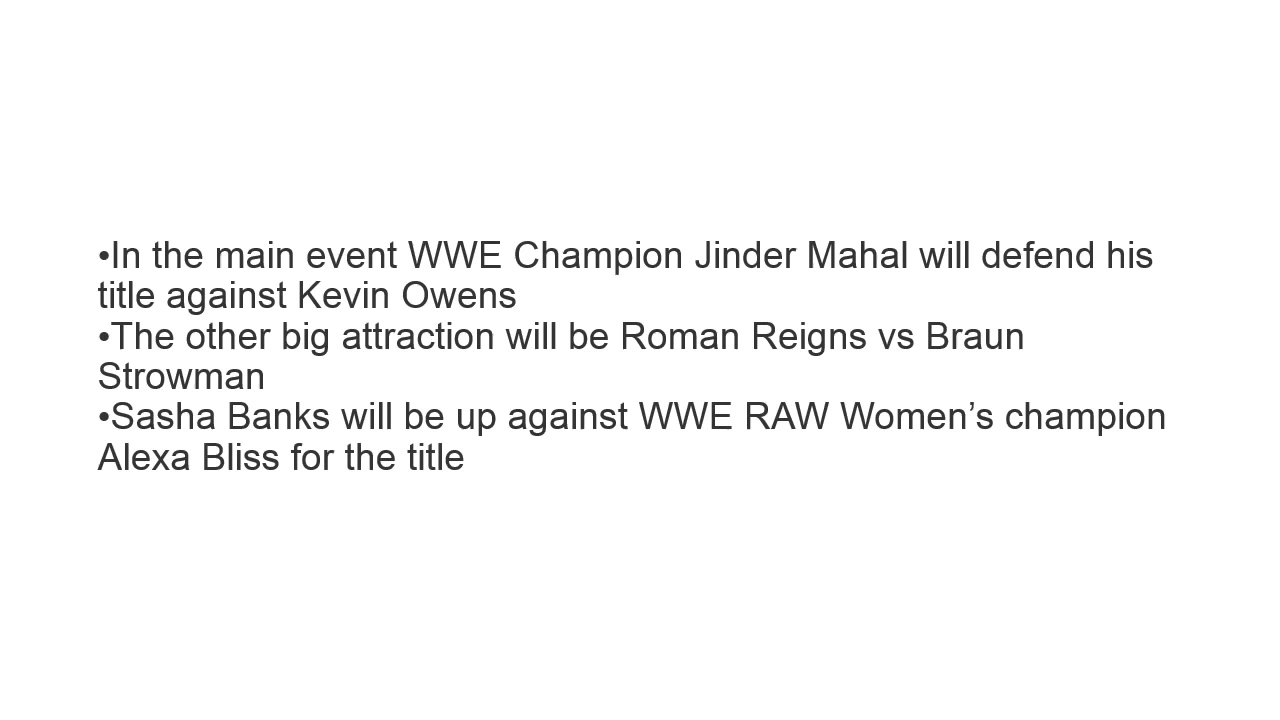 •In the main event WWE Champion Jinder Mahal will defend his
title against Kevin Owens
•The other big attraction will be Roman Reigns vs Braun
Strowman
•Sasha Banks will be up against WWE RAW Women’s champion
Alexa Bliss for the title